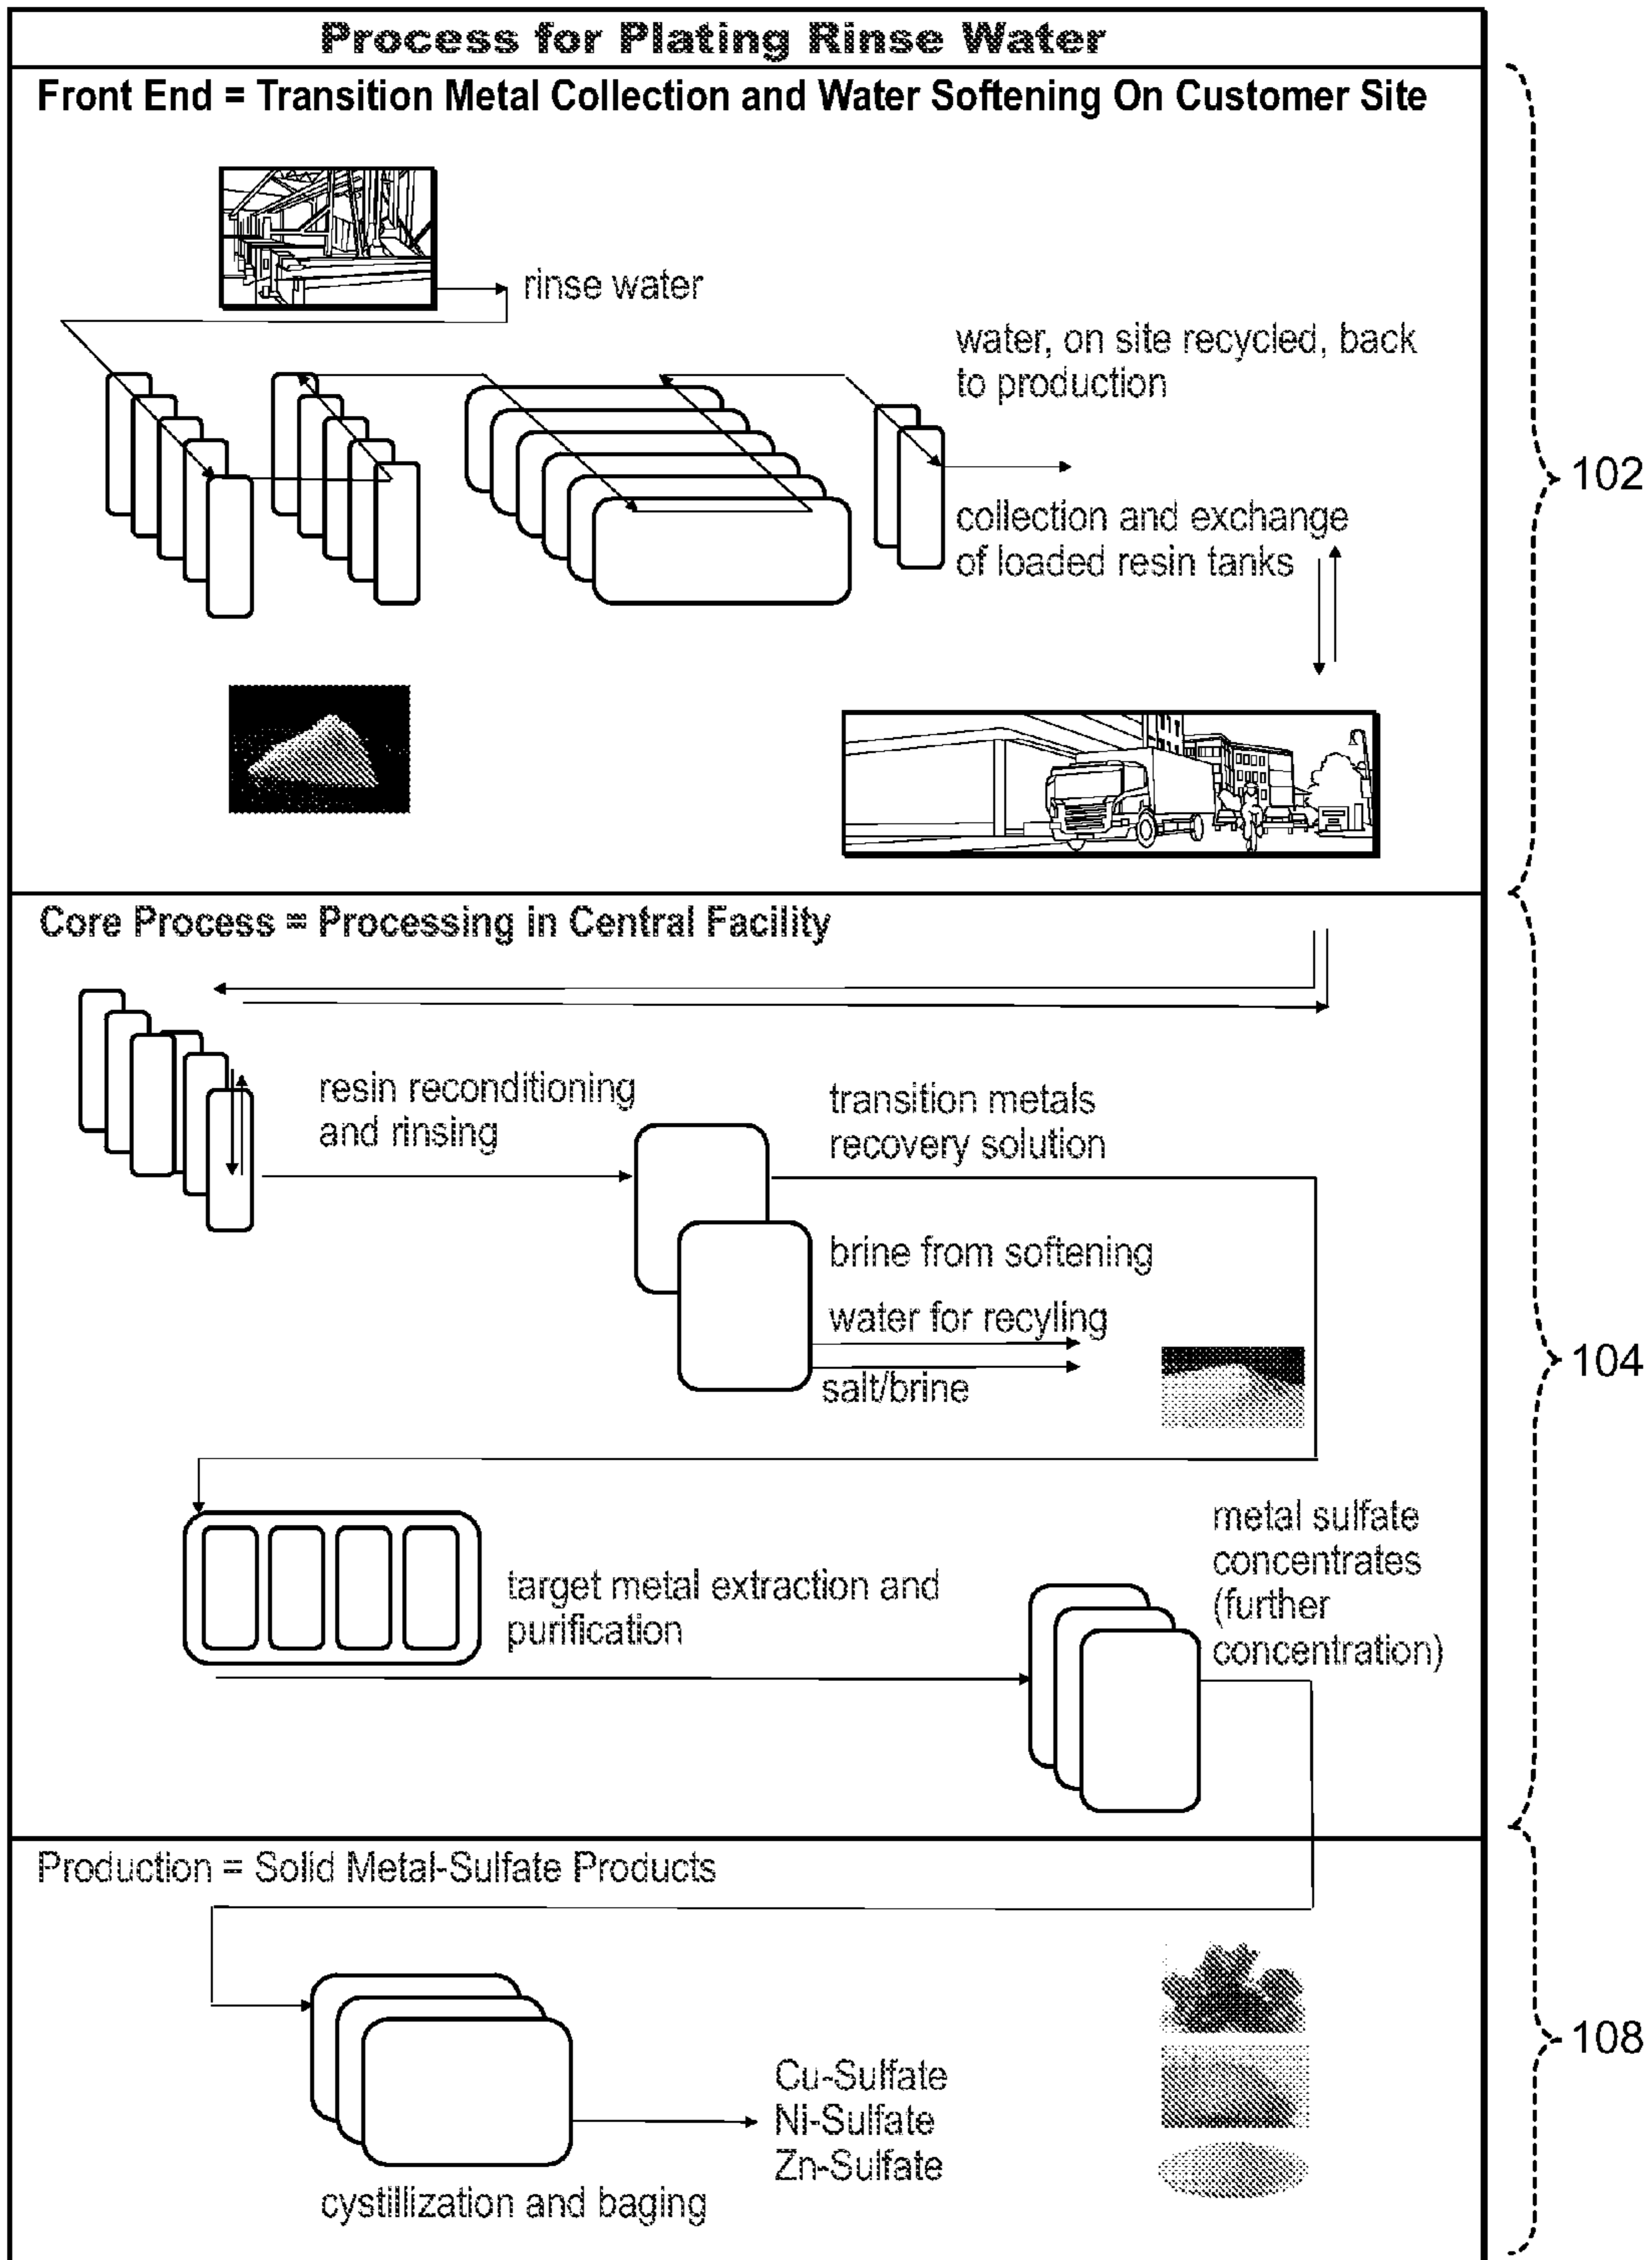 Process for Plating Rinse Water
Front End = Transition Metal Collection and Water Softening On Customer Site
rinse water
water, on site recycled, back
to production
102
collection and exchange
of loaded resin tanks
Core Process = Processing in Central Facility
resin reconditioning
and rinsing
transition metals
recovery solution
brine from softening
water for recyling
salt/brine
104
target metal extraction and
purification
metal sulfate
concentrates
(further
concentration)
Production = Solid Metal-Sulfate Products
108
Cu-Sulfate
Ni-Sulfate
Zn-Sulfate
cystillization and baging